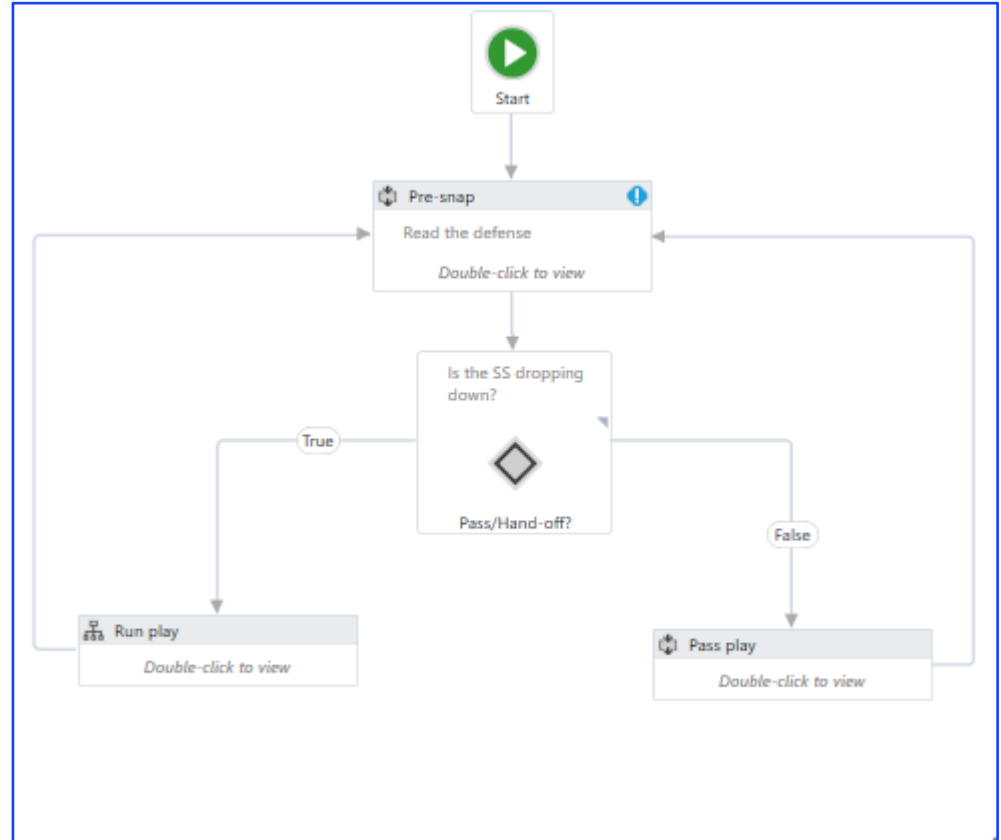 Start
Pre-snap
Read the defense
Double-click to view
Is the SS dropping
down?
True
Pass/Hand-off?
False
Run play
Double-click to view
Pass play
Double-click to view